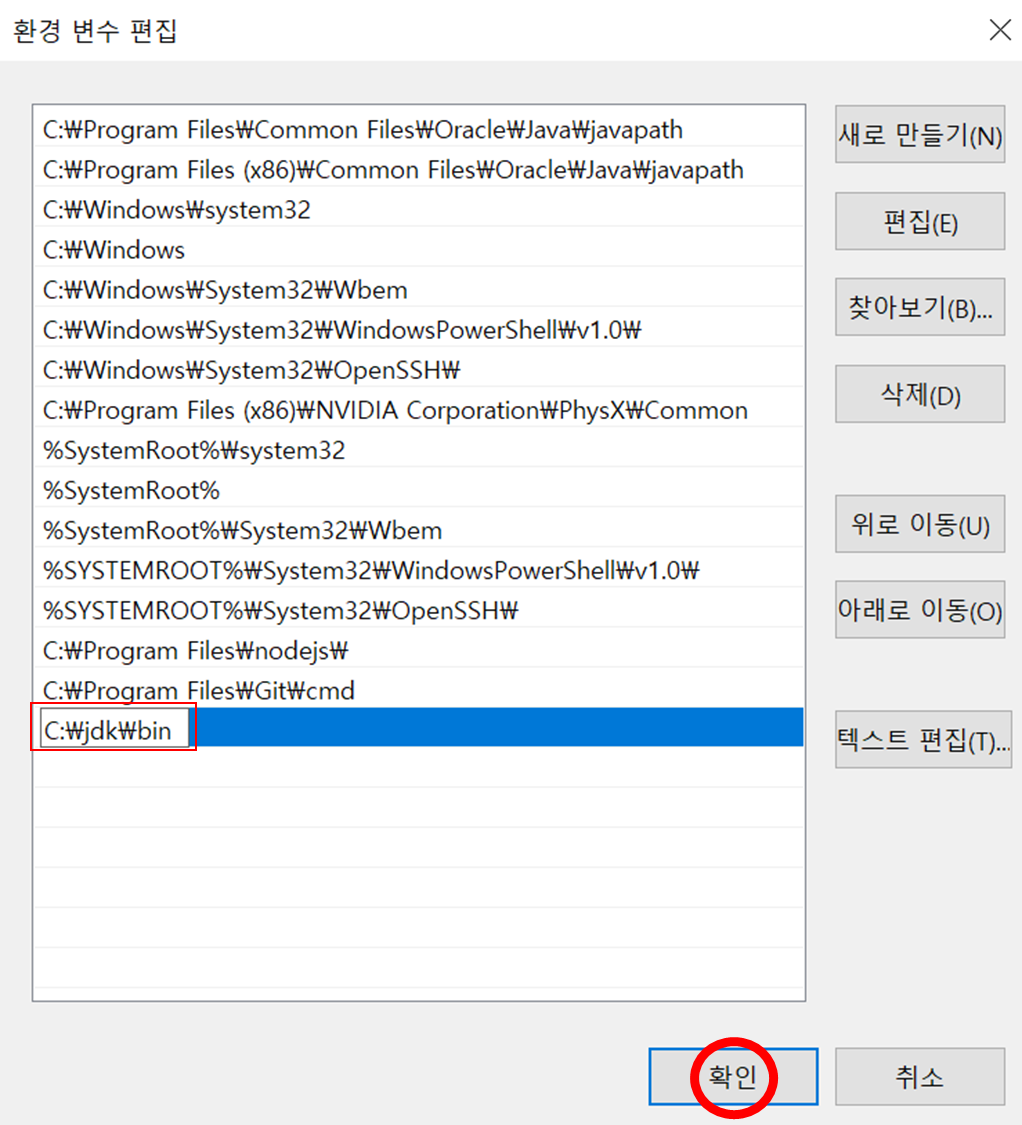 환경 변수 편집
C:₩Program Files₩Common Files₩Oracle₩Java₩javapath
C:₩Program Files (x86)₩Common Files₩Oracle₩Java₩javapath
C:₩Windows₩system32
C:₩Windows
C:₩Windows₩System32₩Wbem
C:₩Windows₩System32₩WindowsPowerShell₩v1.0₩
C:₩Windows₩System32₩OpenSSH₩
C:₩Program Files (x86)₩NVIDIA Corporation₩PhysX₩Common
%SystemRoot%₩system32
%SystemRoot%
%SystemRoot%₩System32₩Wbem
%SYSTEMROOT%₩System32₩WindowsPowerShell₩v1.0₩
%SYSTEMROOT%₩System32₩OpenSSH₩
C:₩Program Files₩nodejs₩
C:₩Program Files₩Git₩cmd
C:₩jdk₩bin
새로 만들기(N)
편집(E)
찾아보기(B)...
삭제(D)
위로 이동(U)
아래로 이동(O)
텍스트 편집(T)...
확인
취소